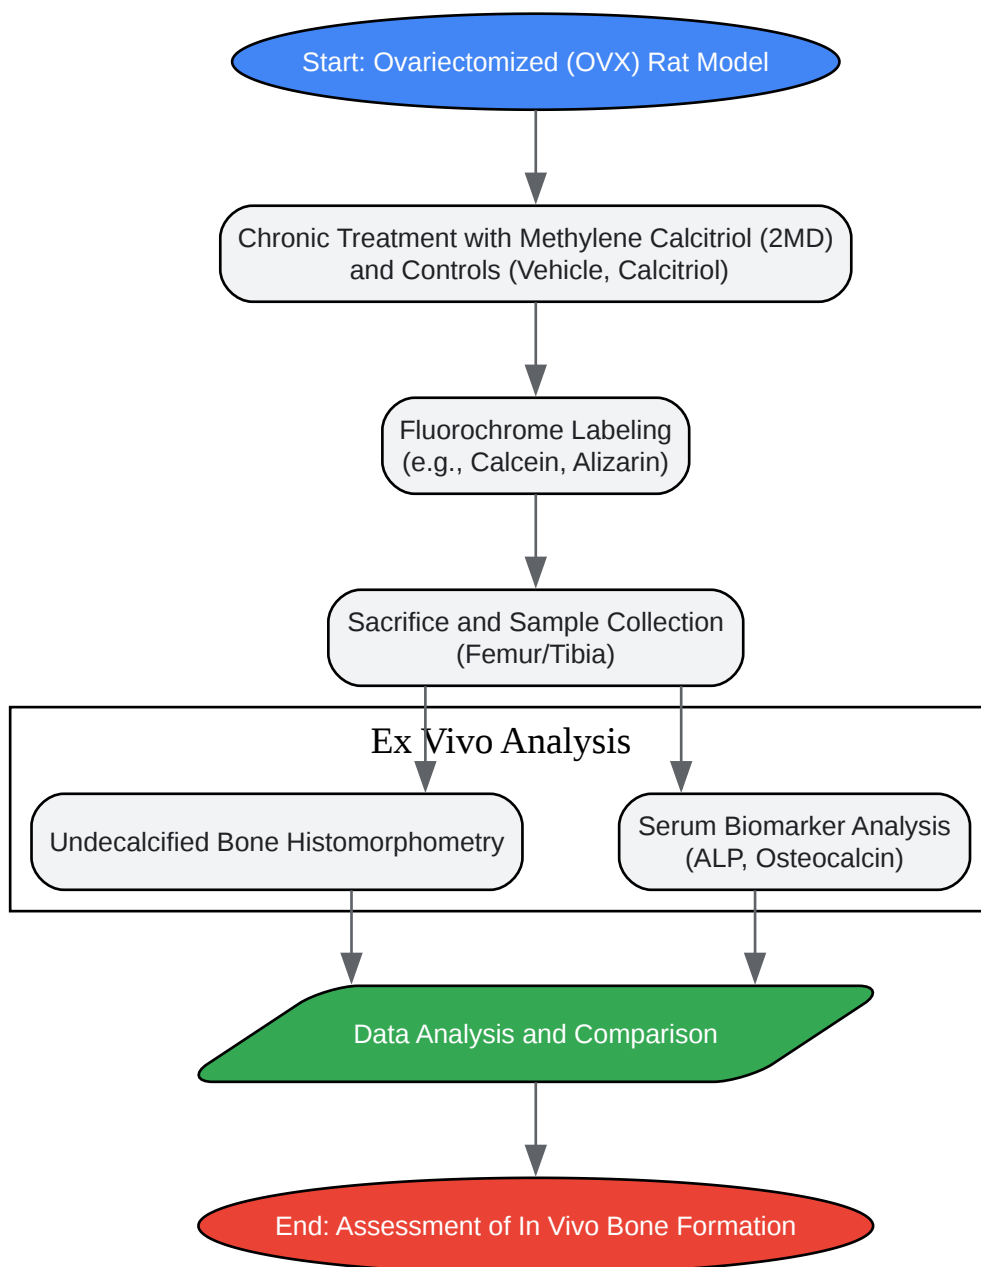 Start: Ovariectomized (OVX) Rat Model
Chronic Treatment with Methylene Calcitriol (2MD)
and Controls (Vehicle, Calcitriol)
Fluorochrome Labeling
(e.g., Calcein, Alizarin)
Sacrifice and Sample Collection
(Femur/Tibia)
Ex Vivo Analysis
Undecalcified Bone Histomorphometry
Serum Biomarker Analysis
(ALP, Osteocalcin)
Data Analysis and Comparison
End: Assessment of In Vivo Bone Formation